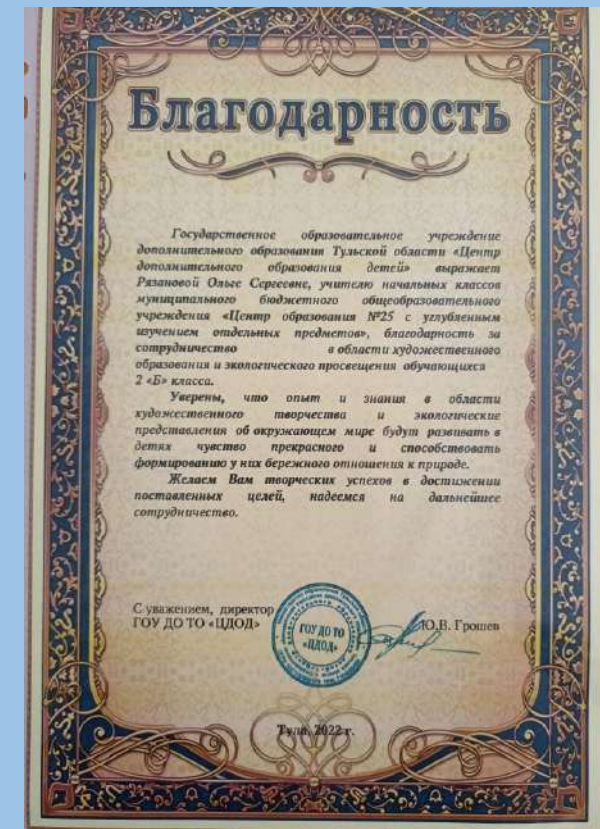 Благодарность
Государственное образовательное учреждение
дополнительного образования Тульской области «Центр
дополнительного образования детей» выражает
Рязановой Ольге Сергеевне, учителю начальных классов
муниципального бюджетного общеобразовательного
учреждения «Центр образования №25 с углубленным
изучением отдельных предметов», благодарность за
сотрудничество в области художественного
образования и экологического просвещения обучающихся
2 «Б» класса.
Уверены, что опыт и знания в области
художественного творчества и экологические
представления об окружающем мире будут развивать в
детях чувство прекрасного и способствовать
формированию у них бережного отношения к природе.
Желаем Вам творческих успехов в достижении
поставленных целей, надеемся на дальнейшее
сотрудничество.
С уважением, директор
ГОУ ДО ТО «ЦДОД»
ГОУ ДО ТО
«ЦДОД»
Ю.В. Грошев
Тула, 2022 г.